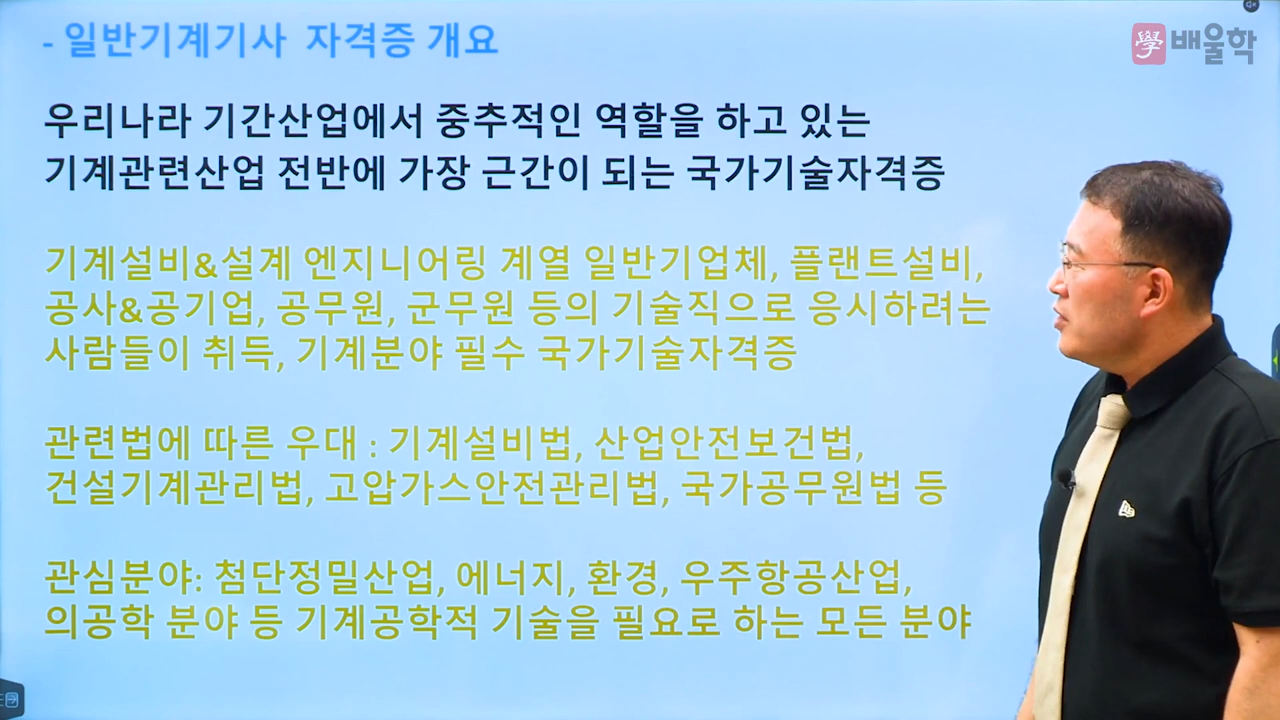 - 일반기계기사 자격증 개요
學 배울학
우리나라 기간산업에서 중추적인 역할을 하고 있는
기계관련산업 전반에 가장 근간이 되는 국가기술자격증
기계설비&설계 엔지니어링 계열 일반기업체, 플랜트설비,
공사&공기업, 공무원, 군무원 등의 기술직으로 응시하려는
사람들이 취득, 기계분야 필수 국가기술자격증
관련법에 따른 우대 : 기계설비법, 산업안전보건법,
건설기계관리법, 고압가스안전관리법, 국가공무원법 등
관심분야: 첨단정밀산업, 에너지, 환경, 우주항공산업,
의공학 분야 등 기계공학적 기술을 필요로 하는 모든 분야